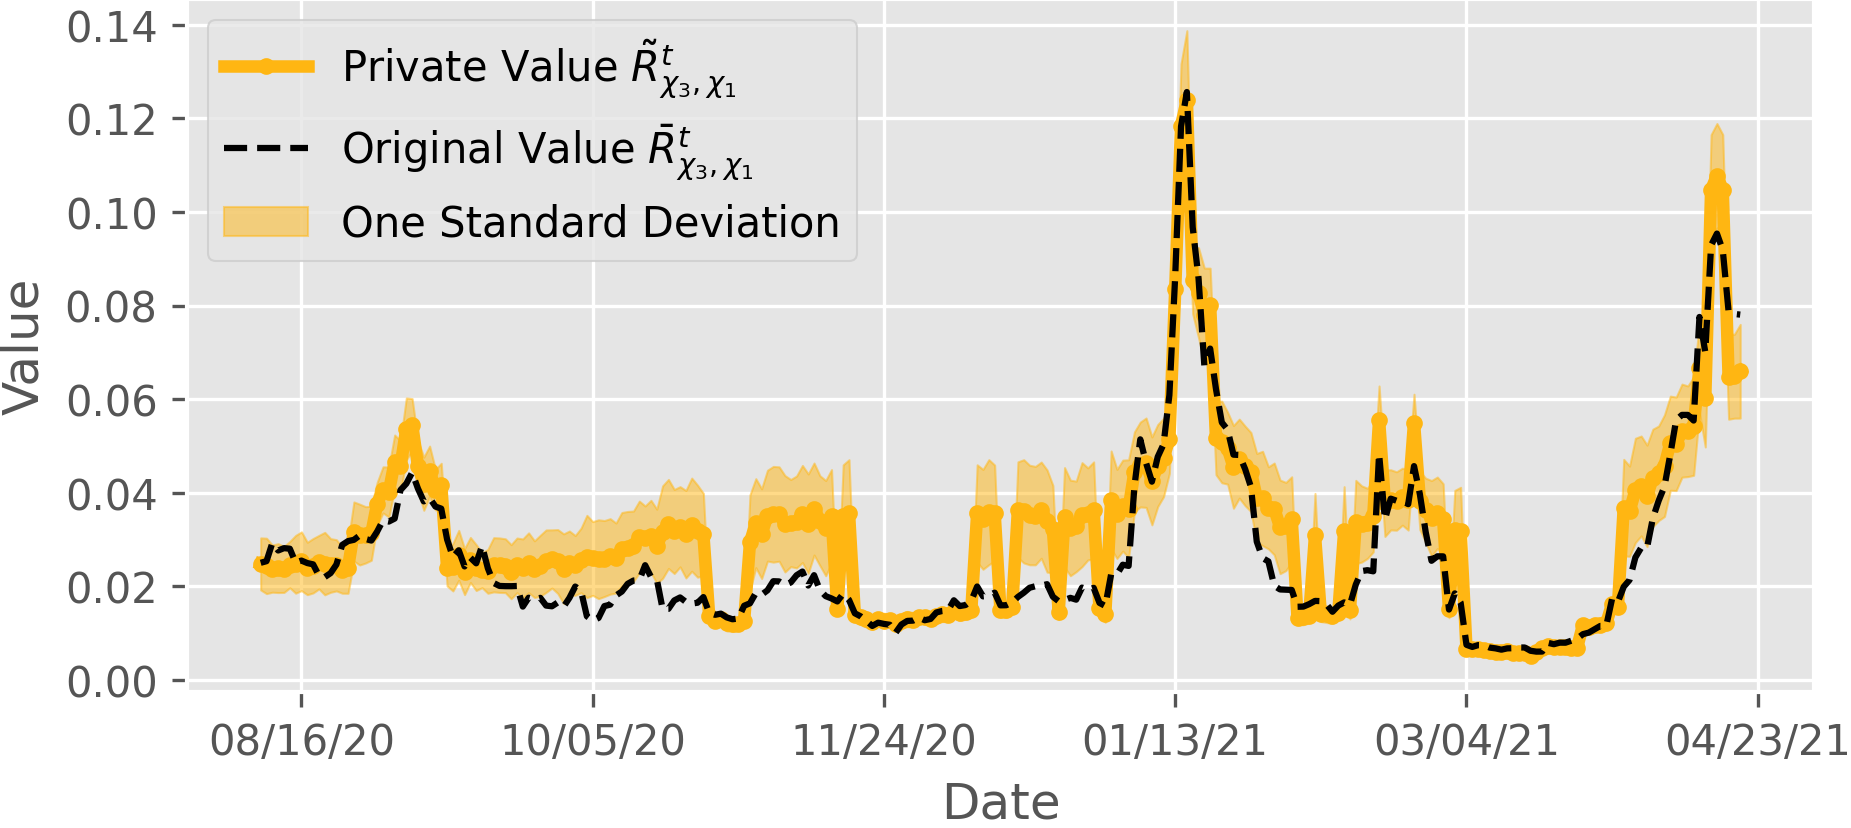 0.14
0.12
0.10
0.08
0.06
0.04
0.02
0.00
Value
Private Value R̃ᵗ_χ₃,χ₁
Original Value R̄ᵗ_χ₃,χ₁
One Standard Deviation
08/16/20 10/05/20 11/24/20 01/13/21 03/04/21 04/23/21
Date